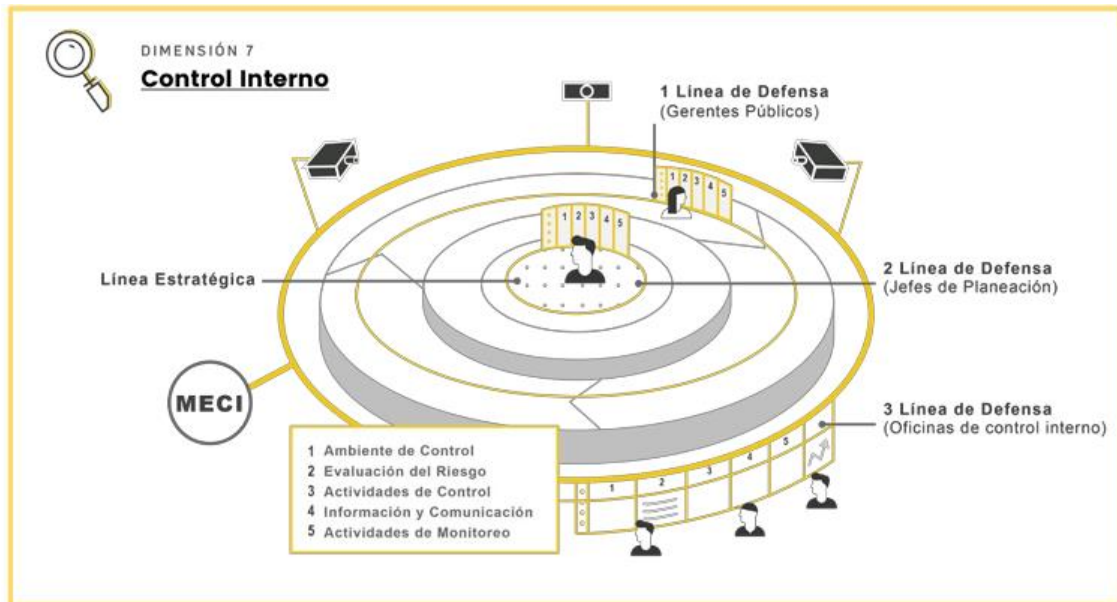 DIMENSIÓN 7
Control Interno
1 Línea de Defensa
(Gerentes Públicos)
1 2 3 4 5
1 2 3 4 5
Línea Estratégica
2 Línea de Defensa
(Jefes de Planeación)
MECI
3 Línea de Defensa
(Oficinas de control interno)
1 Ambiente de Control
2 Evaluación del Riesgo
3 Actividades de Control
4 Información y Comunicación
5 Actividades de Monitoreo
1 2 3 4 5